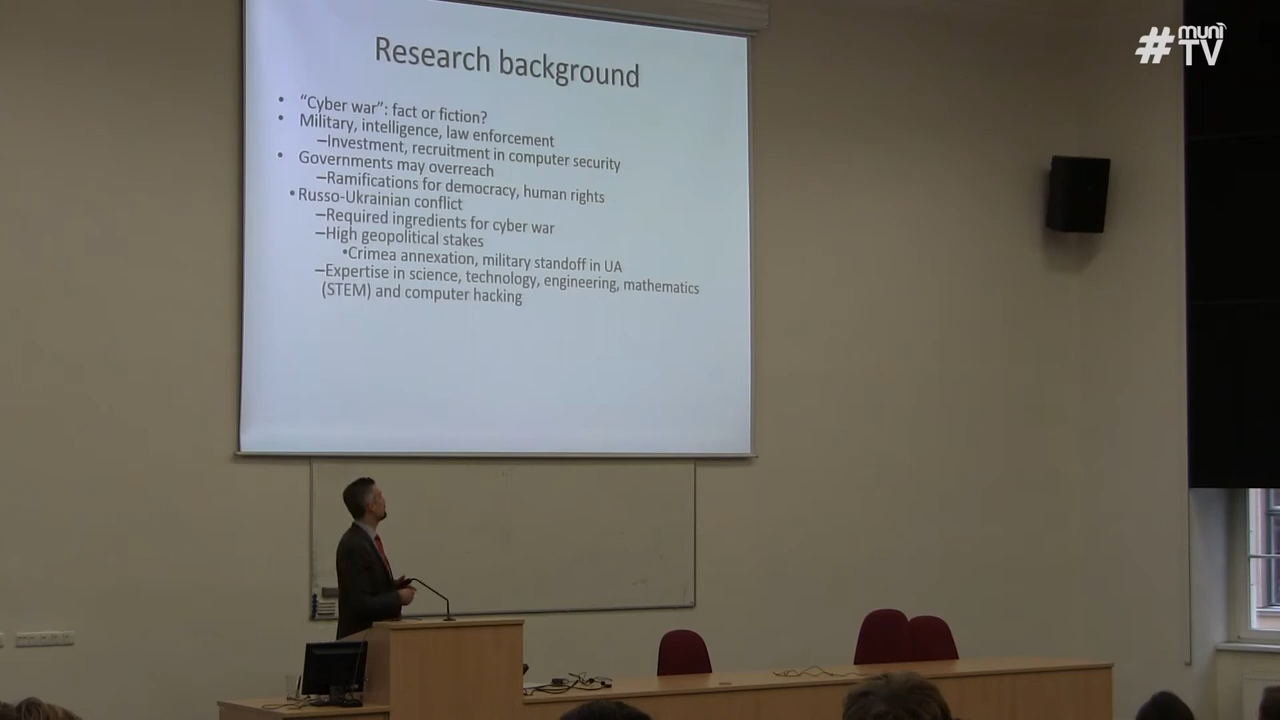 #muni
TV
Research background
• “Cyber war”: fact or fiction?
• Military, intelligence, law enforcement
–Investment, recruitment in computer security
• Governments may overreach
–Ramifications for democracy, human rights
•Russo-Ukrainian conflict
–Required ingredients for cyber war
–High geopolitical stakes
•Crimea annexation, military standoff in UA
–Expertise in science, technology, engineering, mathematics
(STEM) and computer hacking